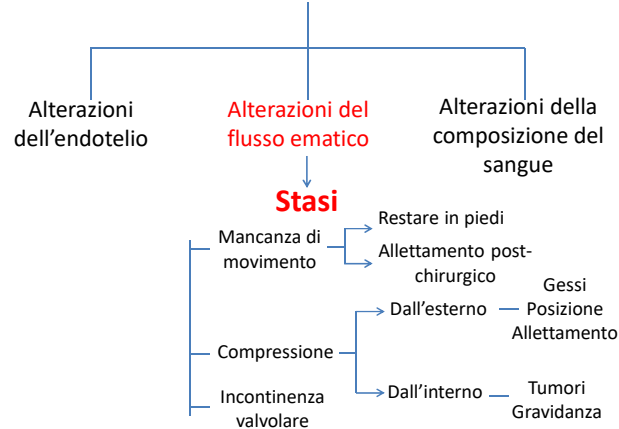 Alterazioni
dell'endotelio
Alterazioni del
flusso ematico
Alterazioni della
composizione del
sangue
Stasi
Mancanza di
movimento
Restare in piedi
Allettamento post-
chirurgico
Compressione
Dall'esterno
Gessi
Posizione
Allettamento
Dall'interno
Tumori
Gravidanza
Incontinenza
valvolare